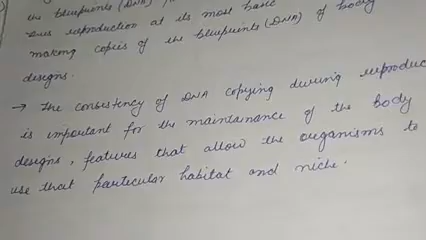 the blueprints (DNA)
Does reproduction at its most basic
making copies of the blueprints (DNA) of body
designs.
→ The consistency of DNA copying during reproduc
is important for the maintanance of the body
designs, features that allow the organisms to
use that particular habitat and niche.